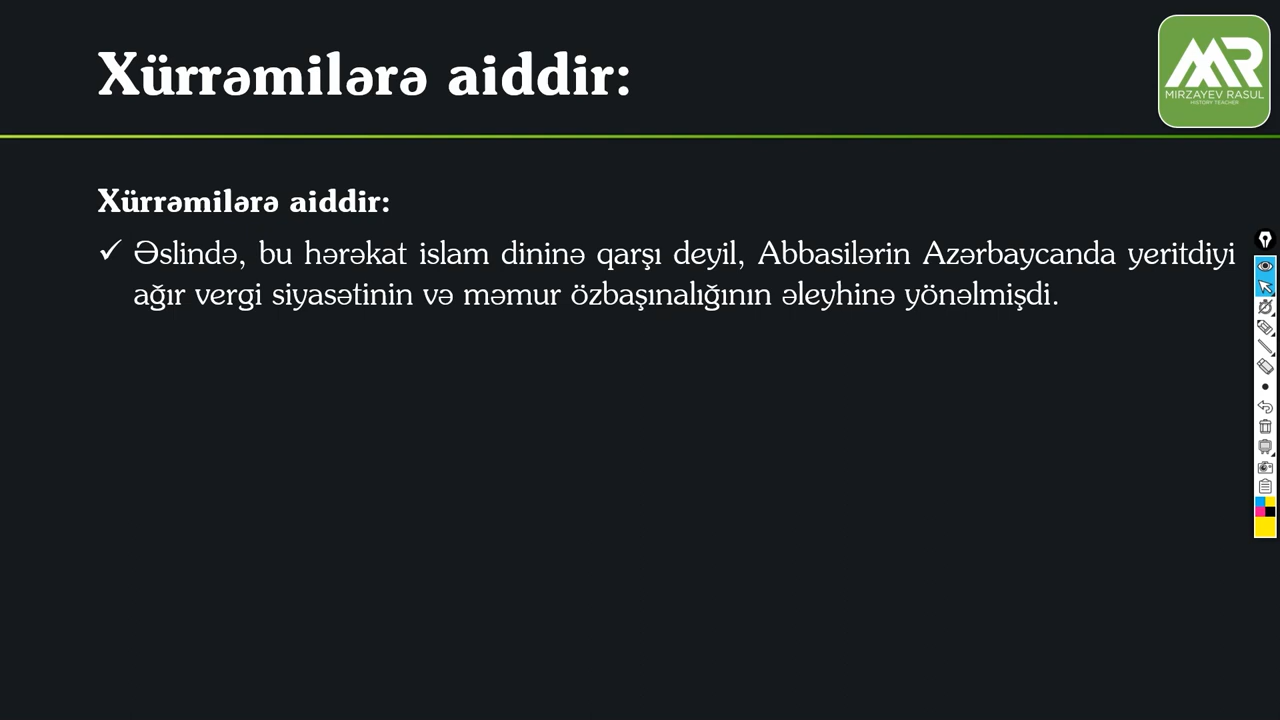 Xürrəmilərə aiddir:
MR
MIRZAYEV RASUL
HISTORY TEACHER
Xürrəmilərə aiddir:
✓ Əslində, bu hərəkat islam dininə qarşı deyil, Abbasilərin Azərbaycanda yeritdiyi
ağır vergi siyasətinin və məmur özbaşınalığının əleyhinə yönəlmişdi.